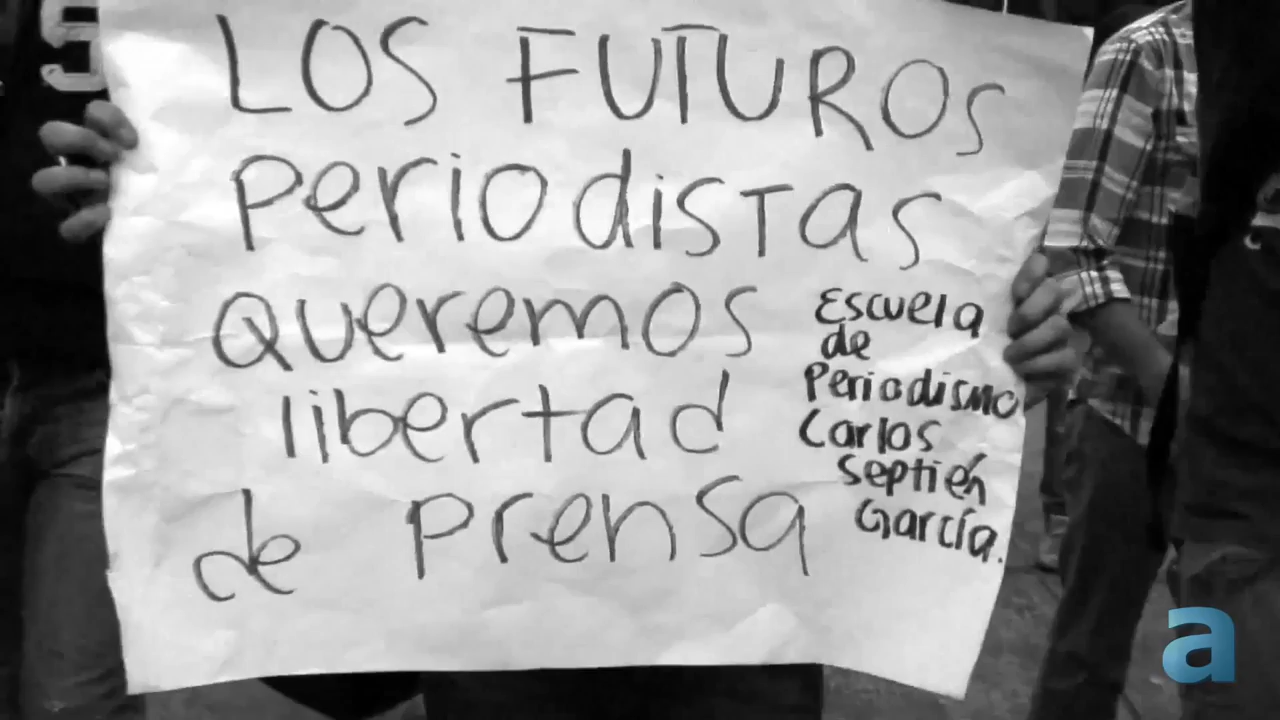 LOS FUTUROS
periodistas
queremos
libertad
de prensa
Escuela
de
Periodismo
Carlos
Septién
García.
a